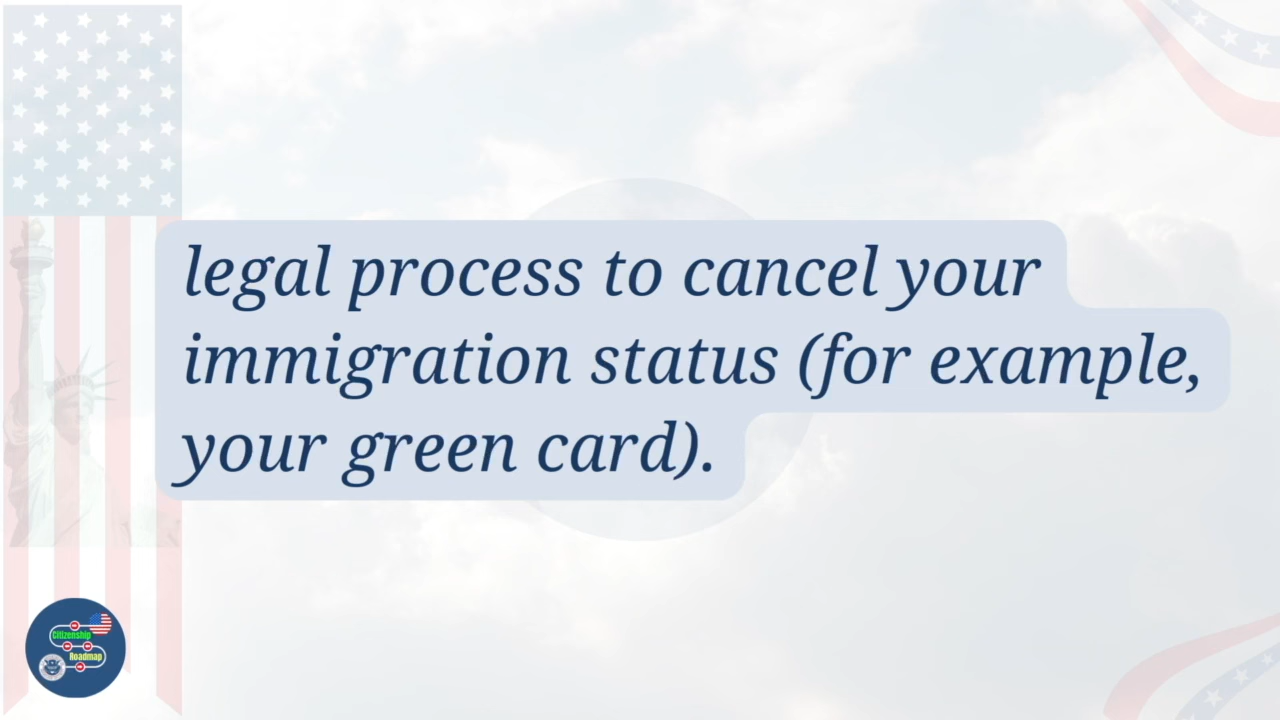 legal process to cancel your
immigration status (for example,
your green card).
Citizenship
Roadmap